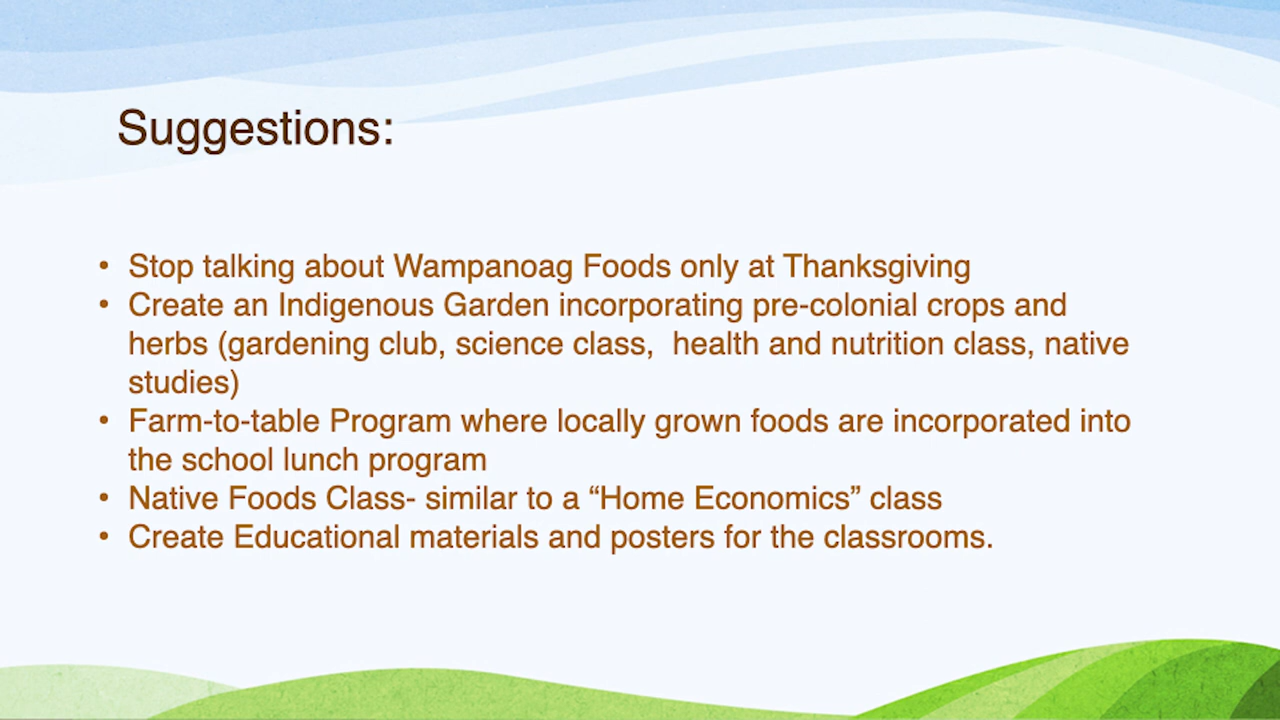 Suggestions:
• Stop talking about Wampanoag Foods only at Thanksgiving
• Create an Indigenous Garden incorporating pre-colonial crops and
herbs (gardening club, science class,  health and nutrition class, native
studies)
• Farm-to-table Program where locally grown foods are incorporated into
the school lunch program
• Native Foods Class- similar to a “Home Economics” class
• Create Educational materials and posters for the classrooms.